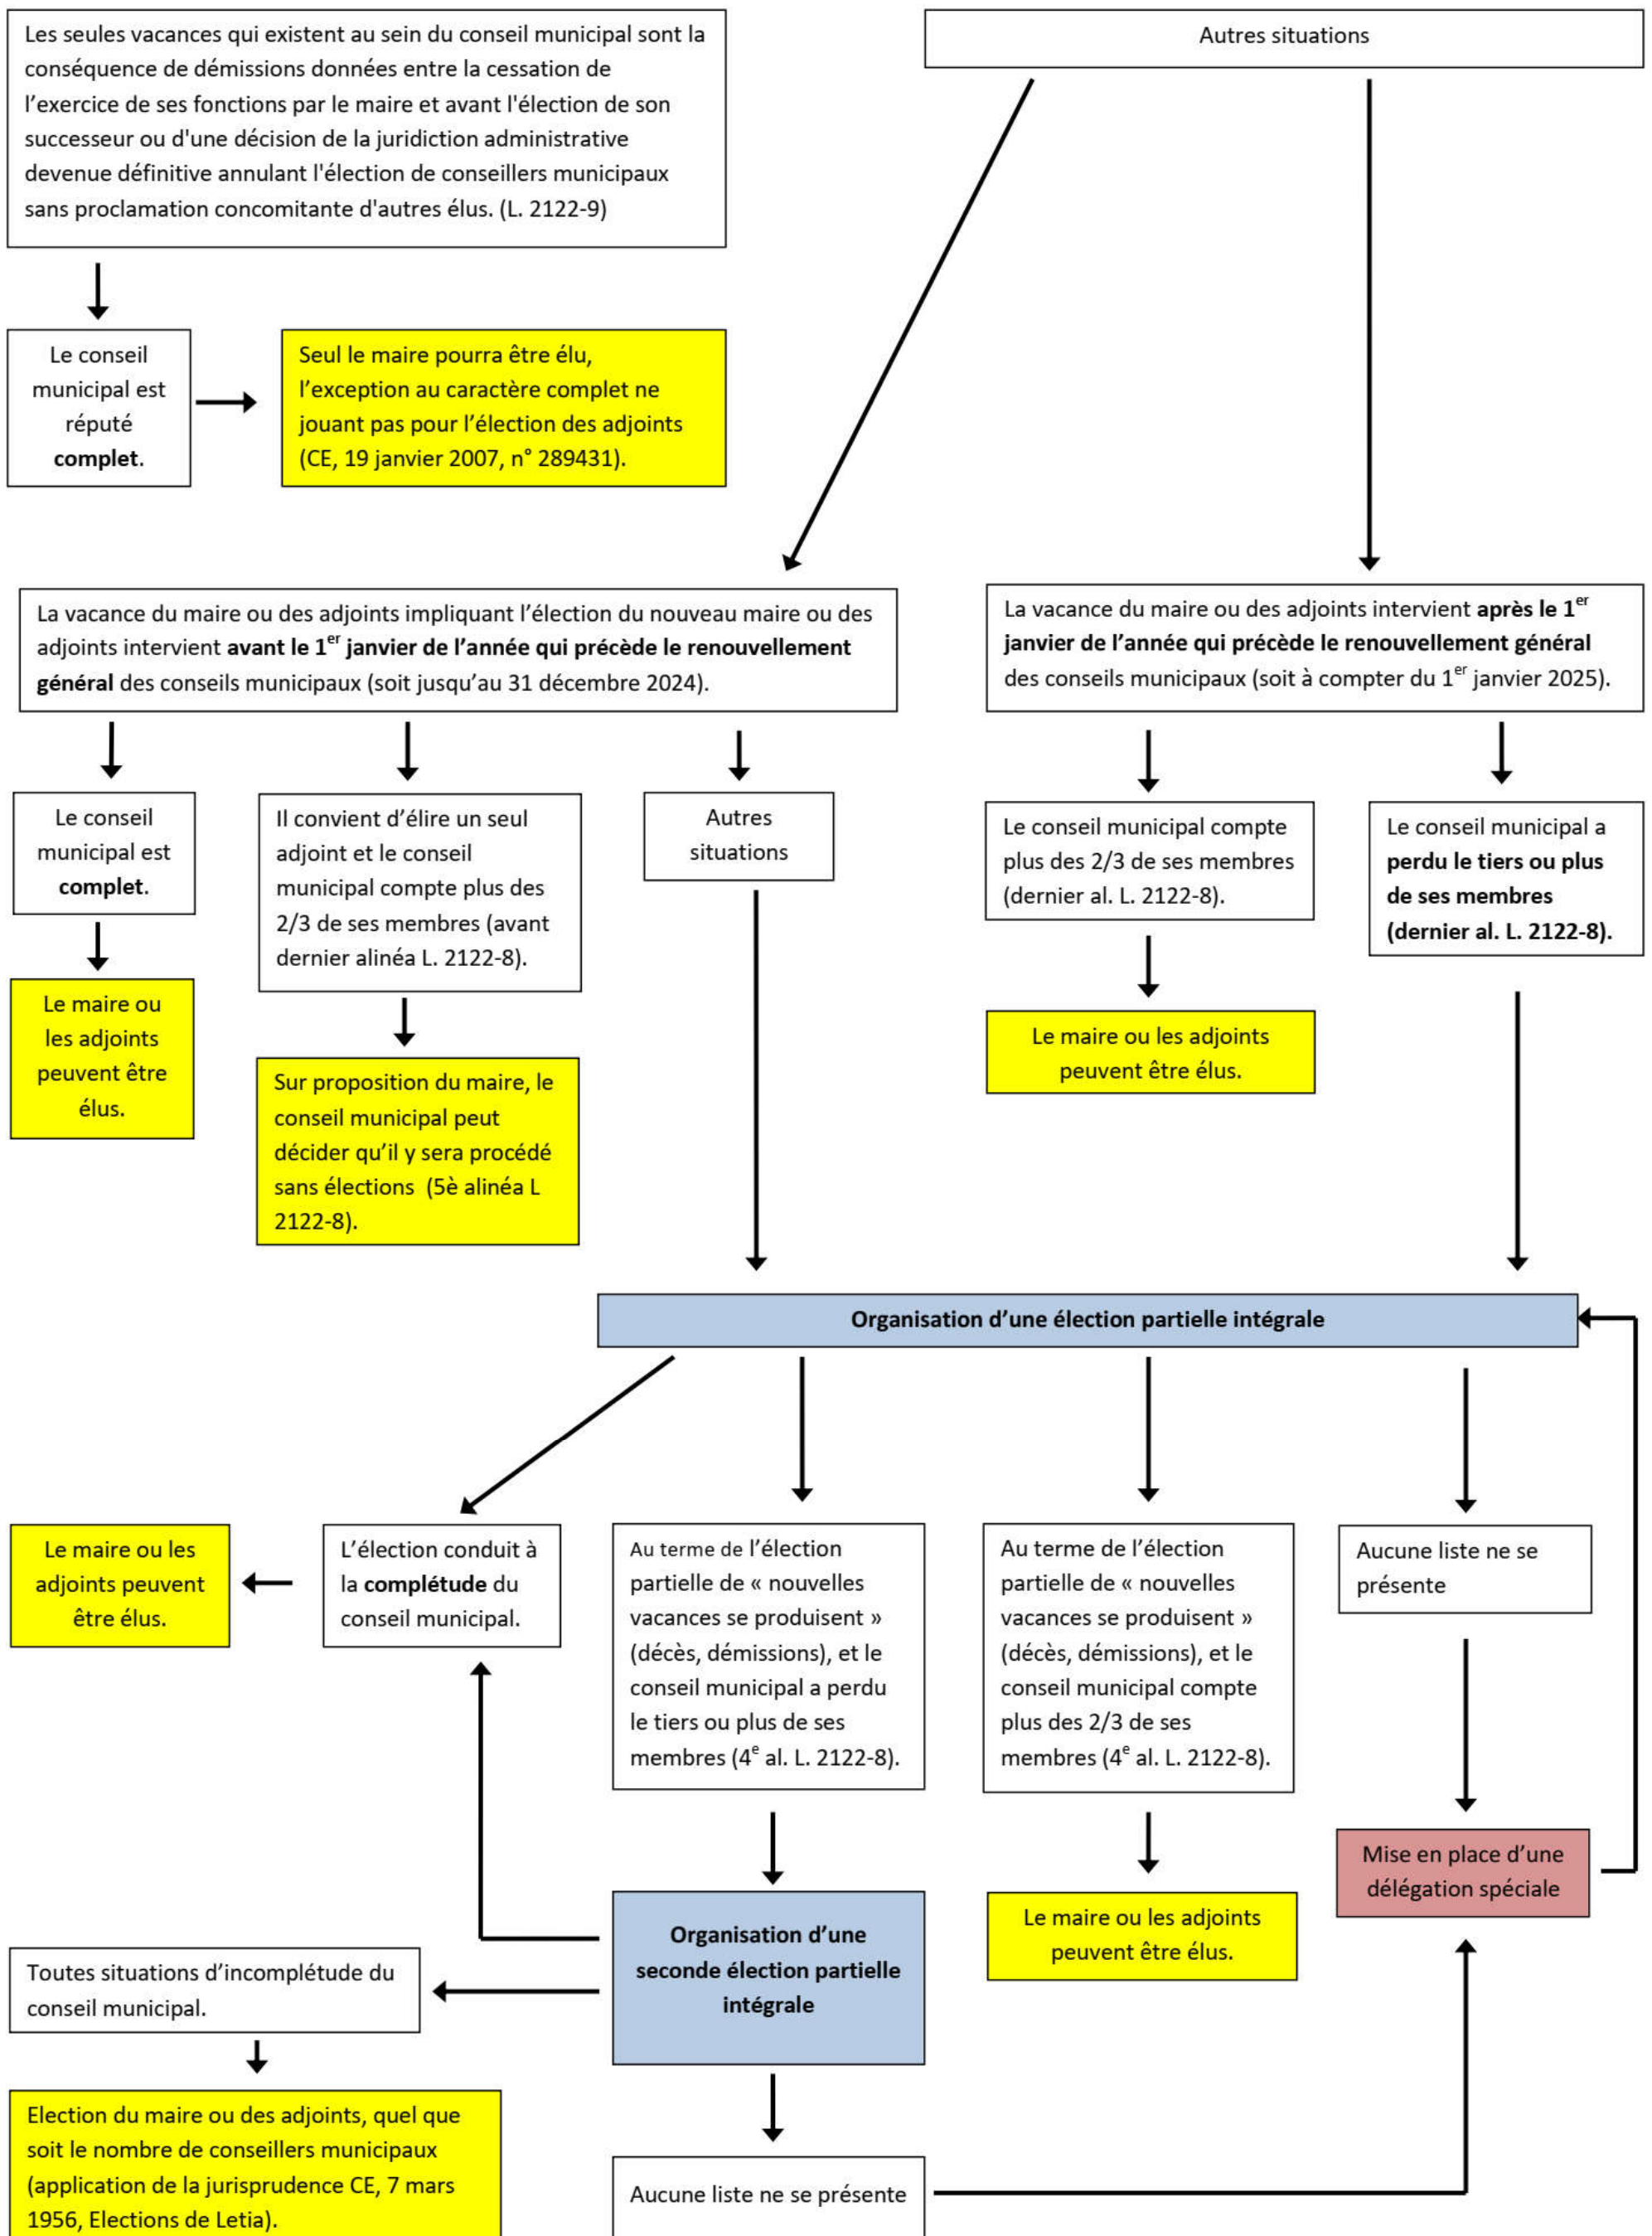 Les seules vacances qui existent au sein du conseil municipal sont la
conséquence de démissions données entre la cessation de
l’exercice de ses fonctions par le maire et avant l'élection de son
successeur ou d'une décision de la juridiction administrative
devenue définitive annulant l'élection de conseillers municipaux
sans proclamation concomitante d'autres élus. (L. 2122-9)
Autres situations
Le conseil
municipal est
réputé
complet.
Seul le maire pourra être élu,
l’exception au caractère complet ne
jouant pas pour l’élection des adjoints
(CE, 19 janvier 2007, n° 289431).
La vacance du maire ou des adjoints impliquant l’élection du nouveau maire ou des
adjoints intervient avant le 1er janvier de l’année qui précède le renouvellement
général des conseils municipaux (soit jusqu’au 31 décembre 2024).
La vacance du maire ou des adjoints intervient après le 1er
janvier de l’année qui précède le renouvellement général
des conseils municipaux (soit à compter du 1er janvier 2025).
Le conseil
municipal est
complet.
Il convient d’élire un seul
adjoint et le conseil
municipal compte plus des
2/3 de ses membres (avant
dernier alinéa L. 2122-8).
Autres
situations
Le conseil municipal compte
plus des 2/3 de ses membres
(dernier al. L. 2122-8).
Le conseil municipal a
perdu le tiers ou plus
de ses membres
(dernier al. L. 2122-8).
Le maire ou
les adjoints
peuvent être
élus.
Sur proposition du maire, le
conseil municipal peut
décider qu’il y sera procédé
sans élections (5è alinéa L
2122-8).
Le maire ou les adjoints
peuvent être élus.
Organisation d’une élection partielle intégrale
Le maire ou les
adjoints peuvent
être élus.
L’élection conduit à
la complétude du
conseil municipal.
Au terme de l’élection
partielle de « nouvelles
vacances se produisent »
(décès, démissions), et le
conseil municipal a perdu
le tiers ou plus de ses
membres (4e al. L. 2122-8).
Au terme de l’élection
partielle de « nouvelles
vacances se produisent »
(décès, démissions), et le
conseil municipal compte
plus des 2/3 de ses
membres (4e al. L. 2122-8).
Aucune liste ne se
présente
Mise en place d’une
délégation spéciale
Organisation d’une
seconde élection partielle
intégrale
Le maire ou les adjoints
peuvent être élus.
Toutes situations d’incomplétude du
conseil municipal.
Election du maire ou des adjoints, quel que
soit le nombre de conseillers municipaux
(application de la jurisprudence CE, 7 mars
1956, Elections de Letia).
Aucune liste ne se présente